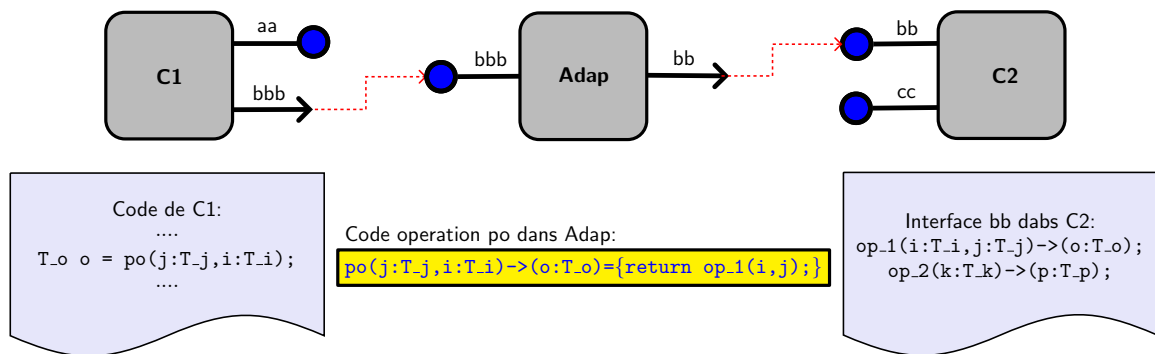 aa
bbb
C1
bbb
Adap
bb
bb
cc
C2
Code de C1:
....
T_o o = po(j:T_j,i:T_i);
....
Code operation po dans Adap:
po(j:T_j,i:T_i)->(o:T_o)={return op_1(i,j);}
Interface bb dabs C2:
op_1(i:T_i,j:T_j)->(o:T_o);
op_2(k:T_k)->(p:T_p);